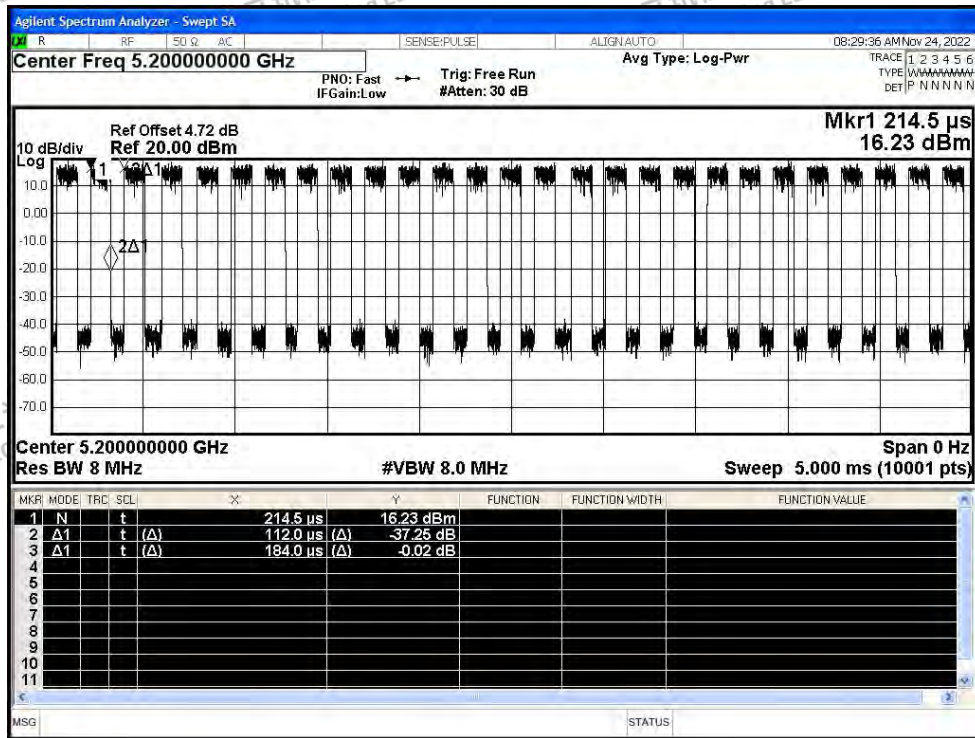 Agilent Spectrum Analyzer - Swept SA
LXI R RF 50 Ω AC SENSE:PULSE ALIGN AUTO 08:29:36 AM Nov 24, 2022
Center Freq 5.200000000 GHz
PNO: Fast
IFGain:Low
Trig: Free Run
#Atten: 30 dB
Avg Type: Log-Pwr
TRACE 1 2 3 4 5 6
TYPE WWWWWW
DET P N N N N N
Mkr1 214.5 µs
16.23 dBm
Ref Offset 4.72 dB
10 dB/div Ref 20.00 dBm
Log
1
3Δ1
2Δ1
10.0
0.00
-10.0
-20.0
-30.0
-40.0
-50.0
-60.0
-70.0
Center 5.200000000 GHz Span 0 Hz
Res BW 8 MHz #VBW 8.0 MHz Sweep 5.000 ms (10001 pts)
MKR MODE TRC SCL X Y FUNCTION FUNCTION WIDTH FUNCTION VALUE
1 N t 214.5 µs 16.23 dBm
2 Δ1 t (Δ) 112.0 µs (Δ) -37.25 dB
3 Δ1 t (Δ) 184.0 µs (Δ) -0.02 dB
4
5
6
7
8
9
10
11
MSG STATUS